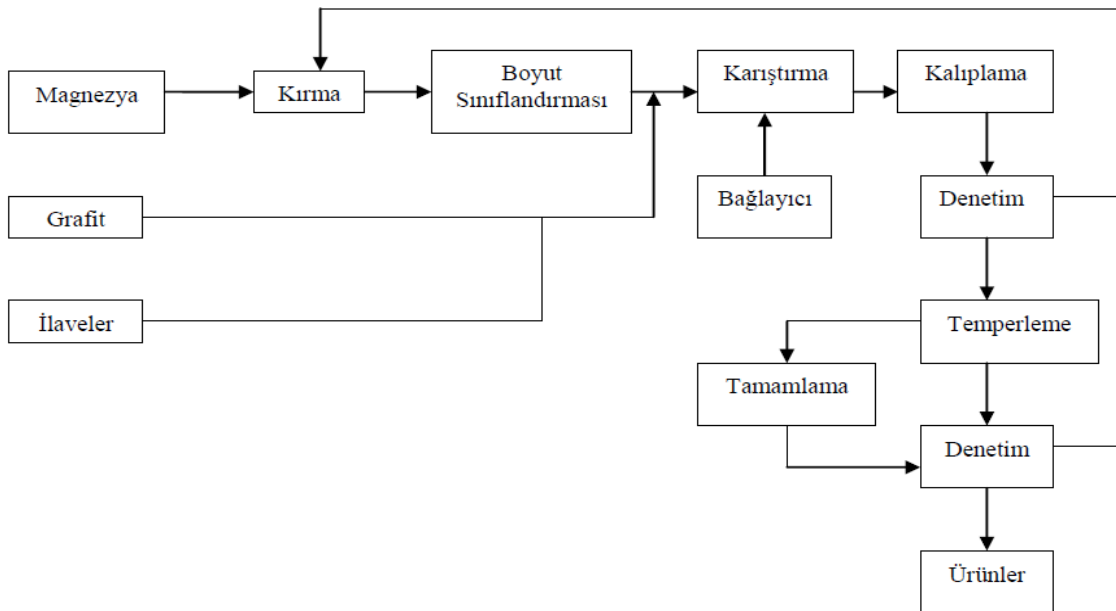 Magnezya
Kırma
Boyut
Sınıflandırması
Karıştırma
Kalıplama
Grafit
Bağlayıcı
Denetim
İlaveler
Temperleme
Tamamlama
Denetim
Ürünler